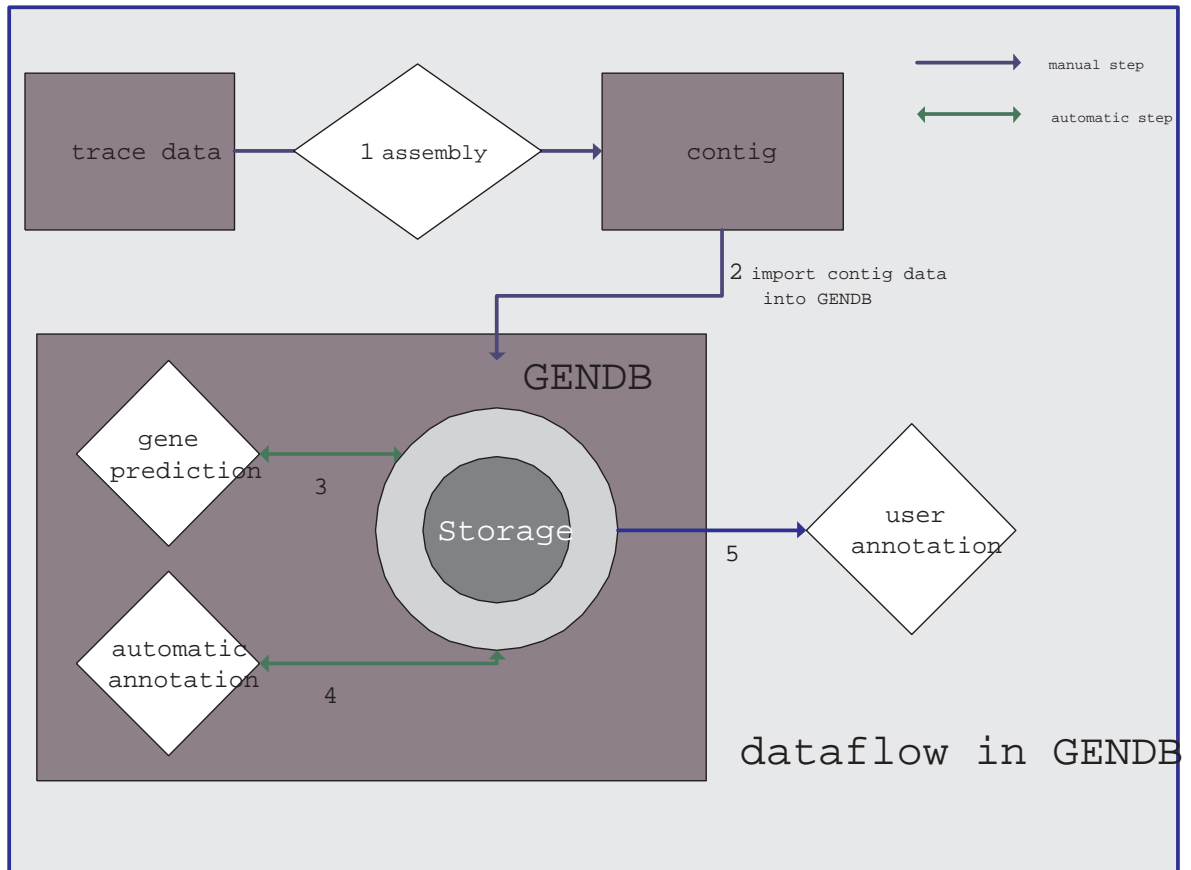 manual step
automatic step
trace data
1 assembly
contig
2 import contig data
into GENDB
GENDB
gene
prediction
3
Storage
user
annotation
5
automatic
annotation
4
dataflow in GENDB